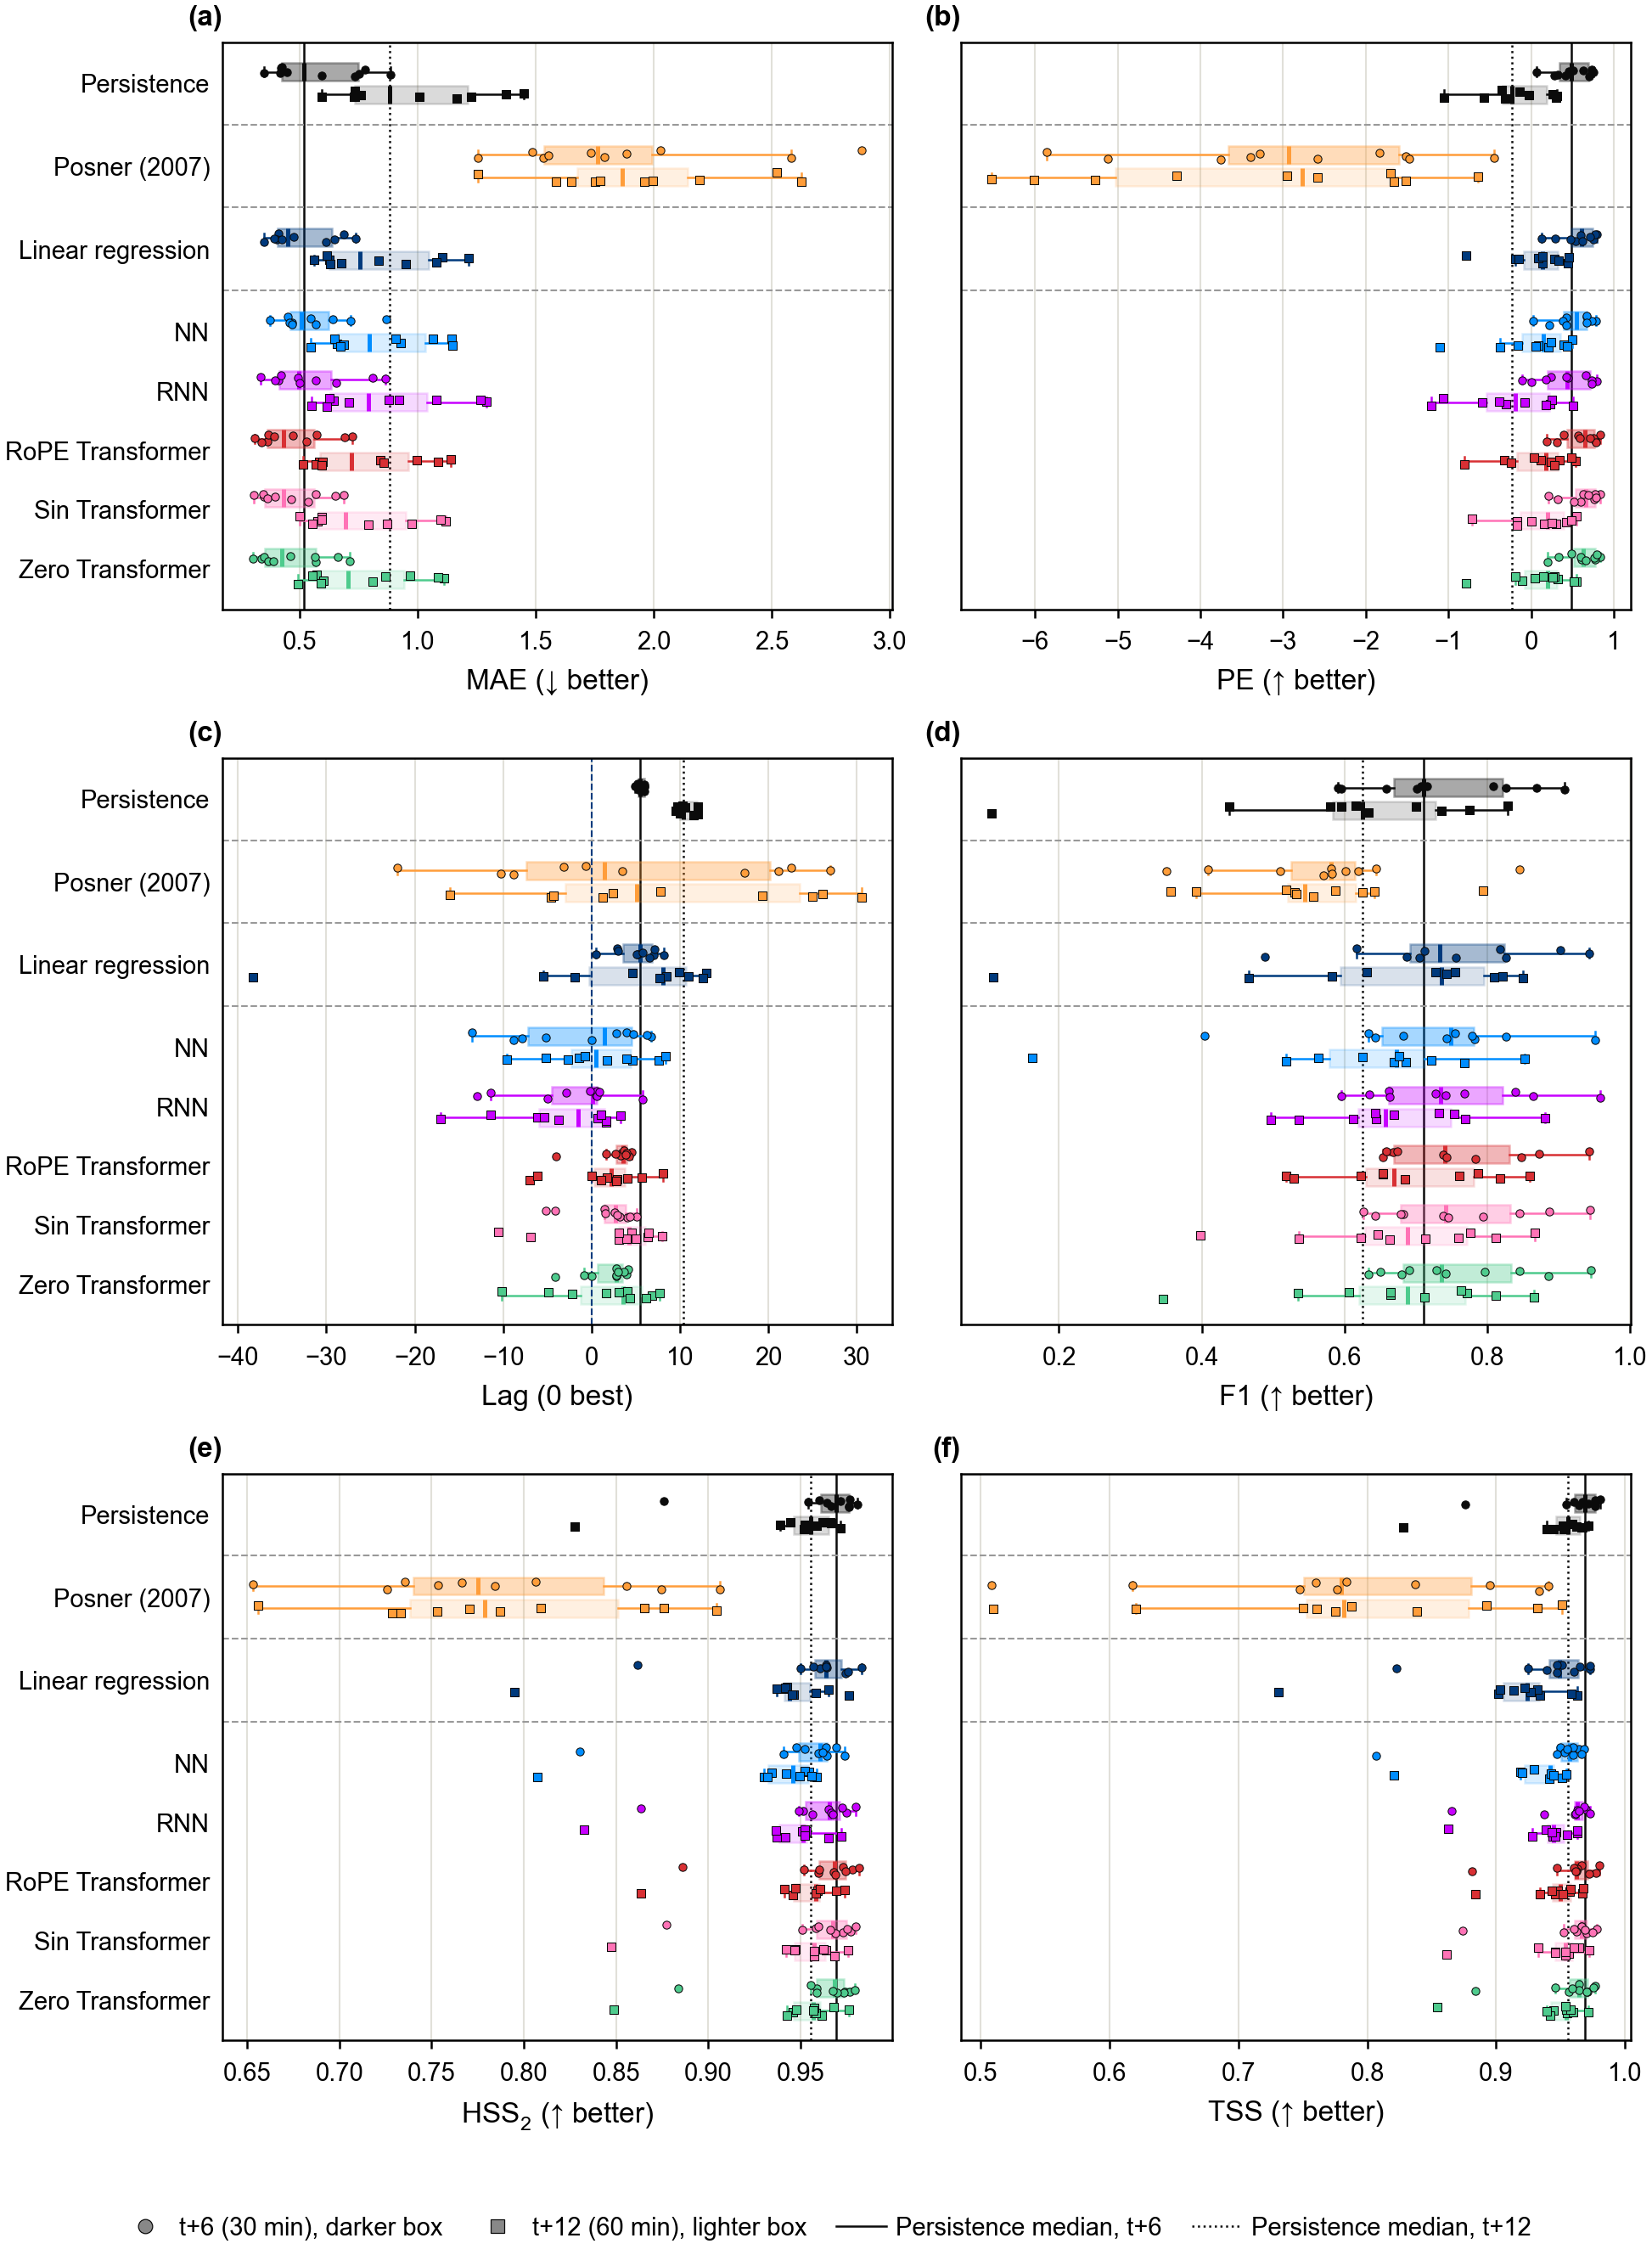 (a)
(b)
Persistence
Posner (2007)
Linear regression
NN
RNN
RoPE Transformer
Sin Transformer
Zero Transformer
0.5 1.0 1.5 2.0 2.5 3.0
MAE (↓ better)
−6 −5 −4 −3 −2 −1 0 1
PE (↑ better)
(c)
(d)
Persistence
Posner (2007)
Linear regression
NN
RNN
RoPE Transformer
Sin Transformer
Zero Transformer
−40 −30 −20 −10 0 10 20 30
Lag (0 best)
0.2 0.4 0.6 0.8 1.0
F1 (↑ better)
(e)
(f)
Persistence
Posner (2007)
Linear regression
NN
RNN
RoPE Transformer
Sin Transformer
Zero Transformer
0.65 0.70 0.75 0.80 0.85 0.90 0.95
HSS₂ (↑ better)
0.5 0.6 0.7 0.8 0.9 1.0
TSS (↑ better)
t+6 (30 min), darker box
t+12 (60 min), lighter box
Persistence median, t+6
Persistence median, t+12